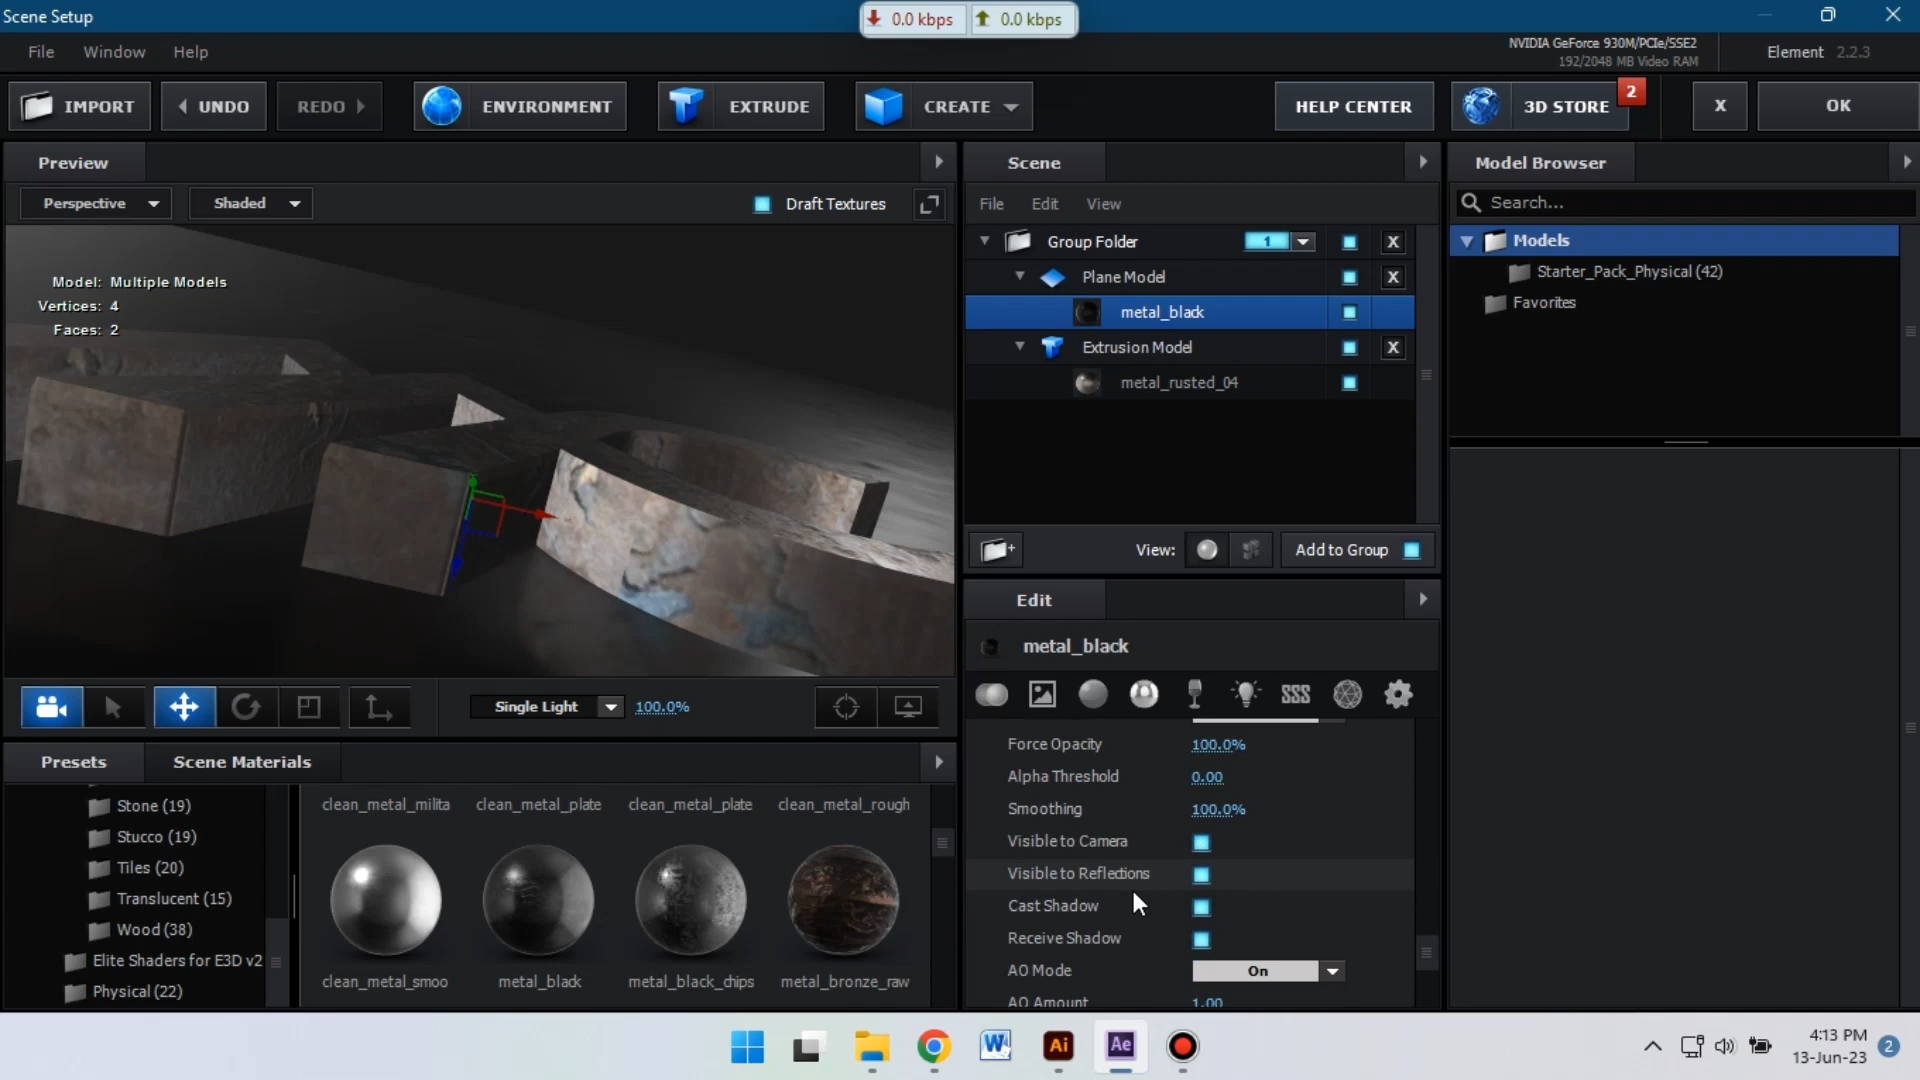 Scene Setup
0.0 kbps
0.0 kbps
File Window Help
NVIDIA GeForce 930M/PCIe/SSE2
192/2048 MB Video RAM
Element 2.2.3
IMPORT
UNDO
REDO
ENVIRONMENT
EXTRUDE
CREATE
HELP CENTER
3D STORE
2
X
OK
Preview
Perspective
Shaded
Draft Textures
Model: Multiple Models
Vertices: 4
Faces: 2
Single Light
100.0%
Scene
File Edit View
Group Folder
1
X
Plane Model
X
metal_black
Extrusion Model
X
metal_rusted_04
View:
Add to Group
Edit
metal_black
Force Opacity 100.0%
Alpha Threshold 0.00
Smoothing 100.0%
Visible to Camera
Visible to Reflections
Cast Shadow
Receive Shadow
AO Mode On
AO Amount 1.00
Model Browser
Search...
Models
Starter_Pack_Physical (42)
Favorites
Presets
Scene Materials
Stone (19)
Stucco (19)
Tiles (20)
Translucent (15)
Wood (38)
Elite Shaders for E3D v2
Physical (22)
clean_metal_milita
clean_metal_plate
clean_metal_plate
clean_metal_rough
clean_metal_smoo
metal_black
metal_black_chips
metal_bronze_raw
W
Ai
Ae
4:13 PM
13-Jun-23
2